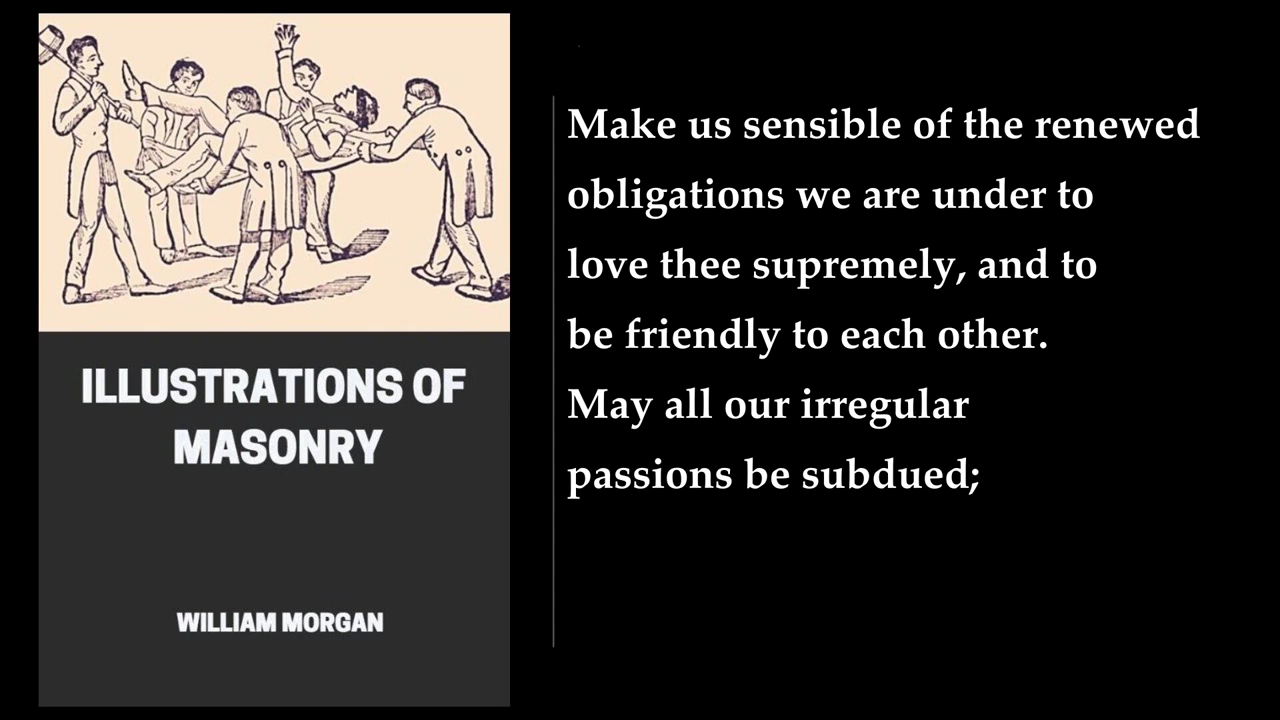 ILLUSTRATIONS OF
MASONRY
WILLIAM MORGAN
Make us sensible of the renewed
obligations we are under to
love thee supremely, and to
be friendly to each other.
May all our irregular
passions be subdued;